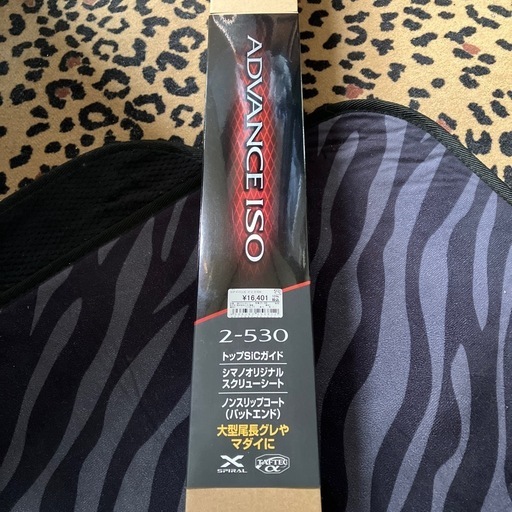 ADVANCE ISO
¥16,401
2-530
トップSiCガイド
シマノオリジナル
スクリューシート
ノンスリップコート
(バットエンド)
大型尾長グレや
マダイに
X
SPIRAL
TAFTEC
α